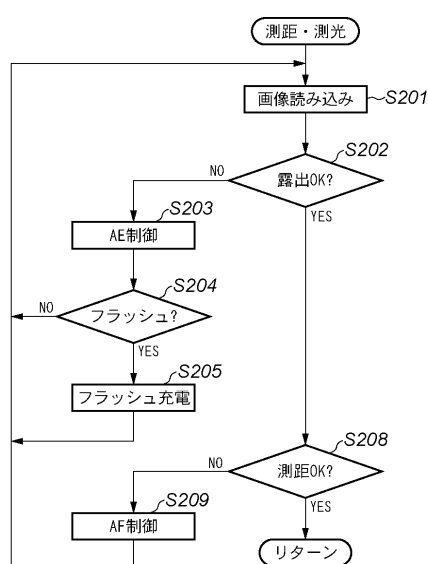 測距・測光
画像読み込み
S201
S202
露出OK?
NO
YES
S203
AE制御
S204
フラッシュ?
NO
YES
S205
フラッシュ充電
S208
測距OK?
NO
YES
S209
AF制御
リターン